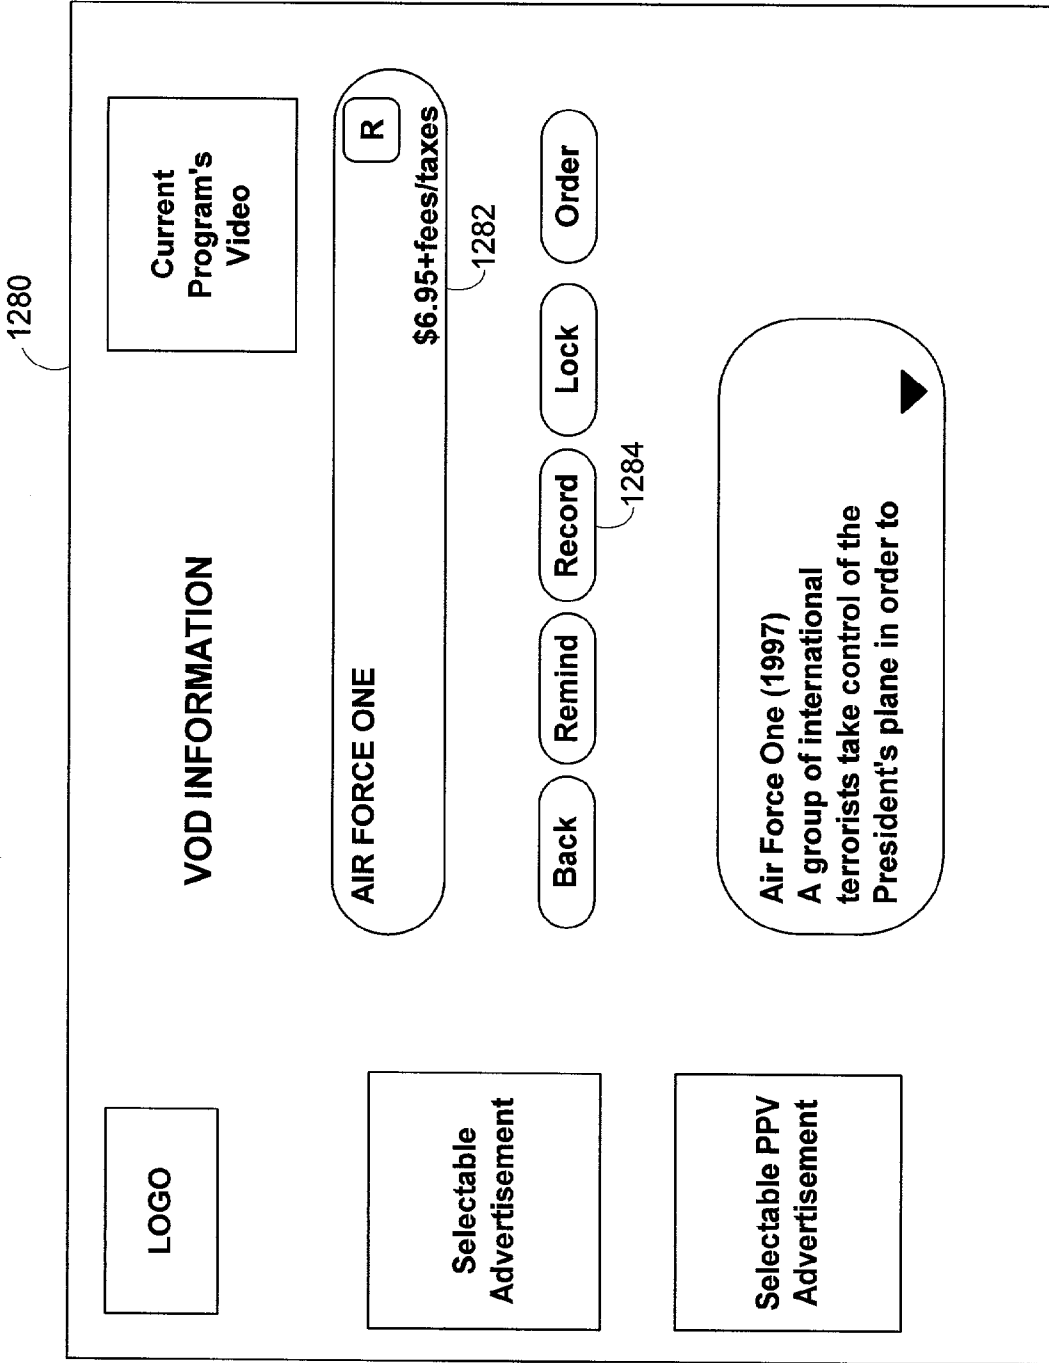 1280
LOGO
VOD INFORMATION
Current
Program's
Video
AIR FORCE ONE
R
$6.95+fees/taxes
1282
Selectable
Advertisement
Back
Remind
Record
Lock
Order
1284
Selectable PPV
Advertisement
Air Force One (1997)
A group of international
terrorists take control of the
President's plane in order to